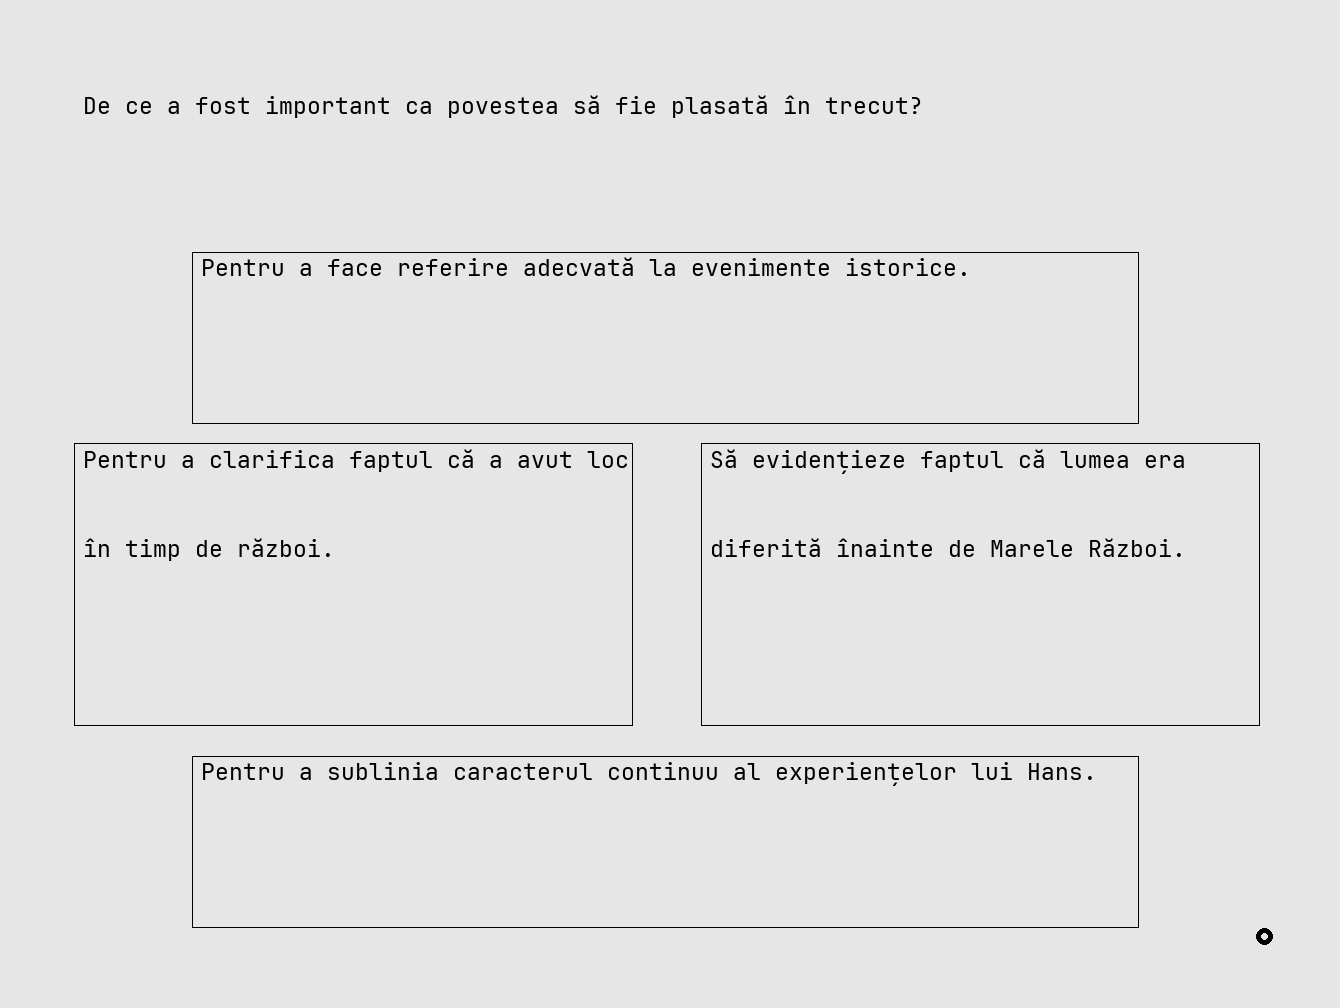 De ce a fost important ca povestea să fie plasată în trecut?
Pentru a face referire adecvată la evenimente istorice.
Pentru a clarifica faptul că a avut loc
în timp de război.
Să evidențieze faptul că lumea era
diferită înainte de Marele Război.
Pentru a sublinia caracterul continuu al experiențelor lui Hans.